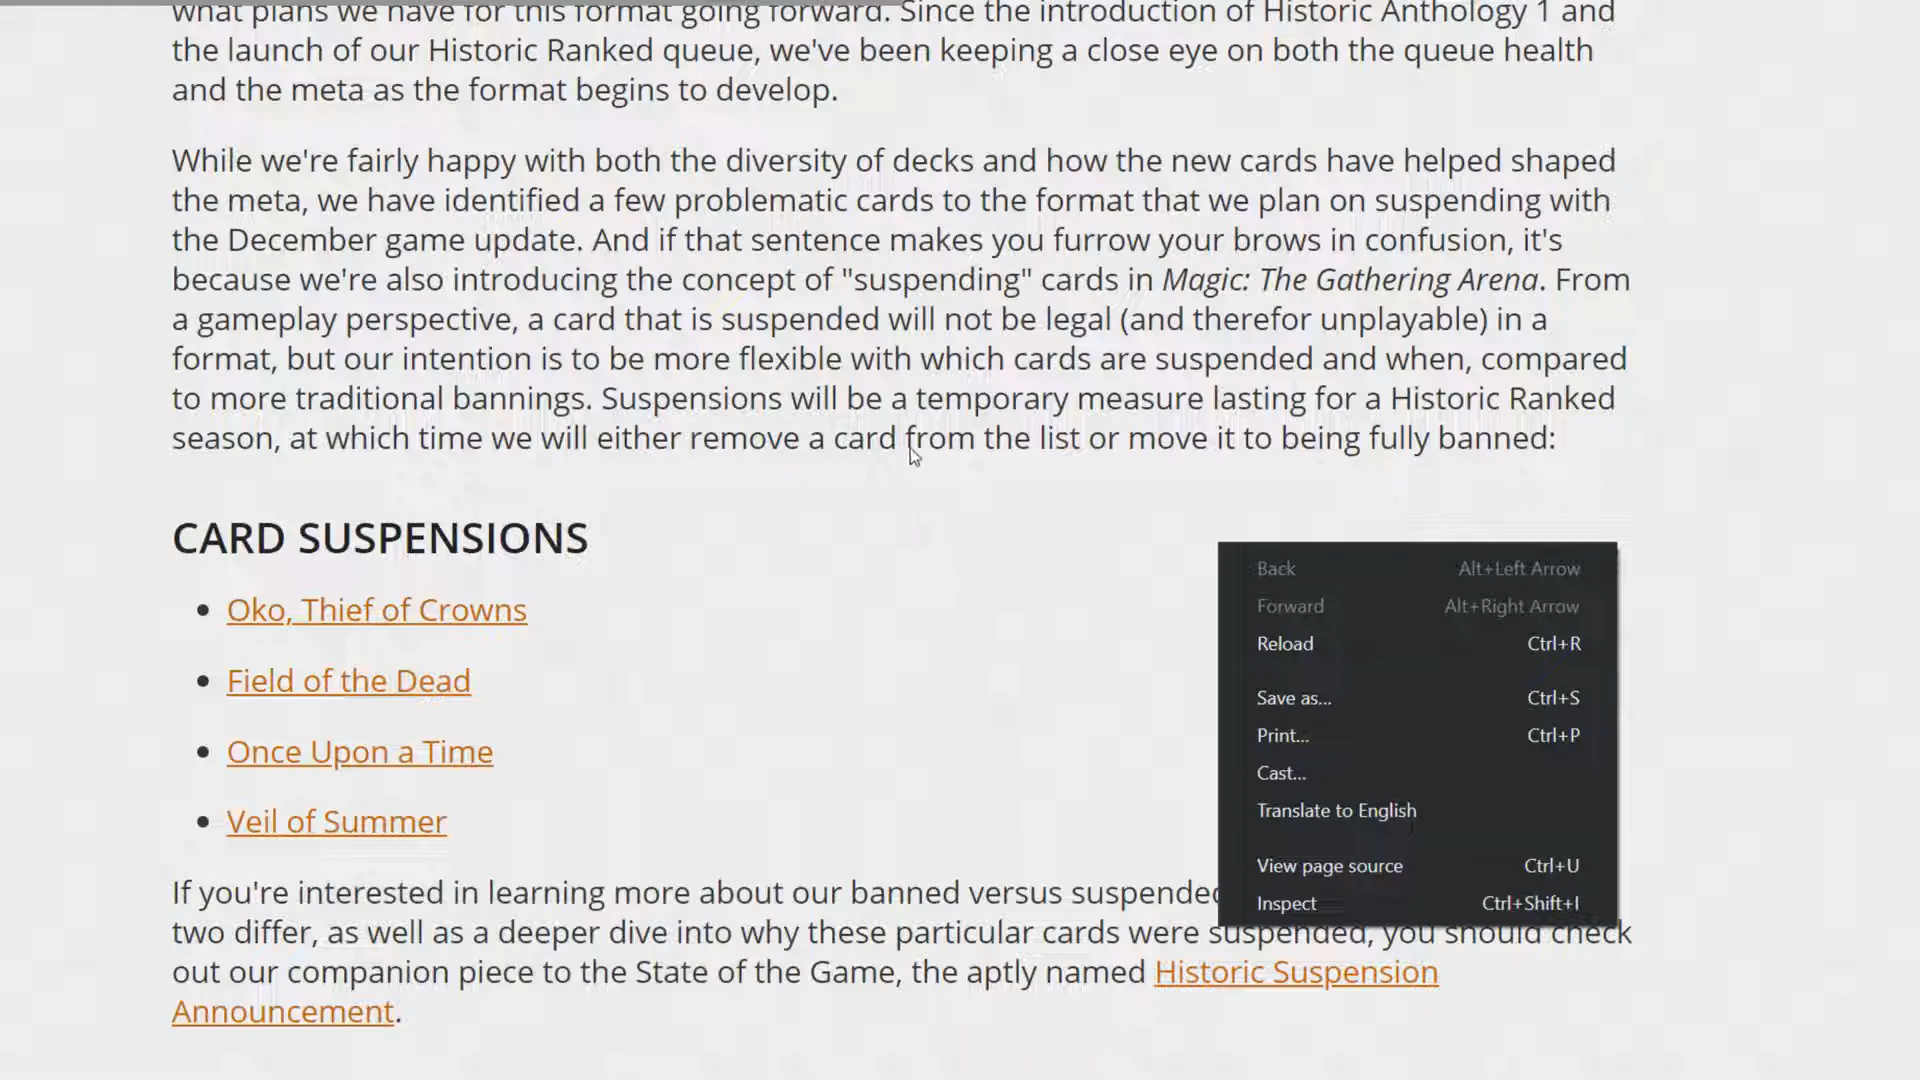 what plans we have for this format going forward. Since the introduction of Historic Anthology 1 and
the launch of our Historic Ranked queue, we've been keeping a close eye on both the queue health
and the meta as the format begins to develop.
While we're fairly happy with both the diversity of decks and how the new cards have helped shaped
the meta, we have identified a few problematic cards to the format that we plan on suspending with
the December game update. And if that sentence makes you furrow your brows in confusion, it's
because we're also introducing the concept of "suspending" cards in Magic: The Gathering Arena. From
a gameplay perspective, a card that is suspended will not be legal (and therefor unplayable) in a
format, but our intention is to be more flexible with which cards are suspended and when, compared
to more traditional bannings. Suspensions will be a temporary measure lasting for a Historic Ranked
season, at which time we will either remove a card from the list or move it to being fully banned:
CARD SUSPENSIONS
• Oko, Thief of Crowns
• Field of the Dead
• Once Upon a Time
• Veil of Summer
If you're interested in learning more about our banned versus suspended
two differ, as well as a deeper dive into why these particular cards were suspended, you should check
out our companion piece to the State of the Game, the aptly named Historic Suspension
Announcement.
Back Alt+Left Arrow
Forward Alt+Right Arrow
Reload Ctrl+R
Save as... Ctrl+S
Print... Ctrl+P
Cast...
Translate to English
View page source Ctrl+U
Inspect Ctrl+Shift+I